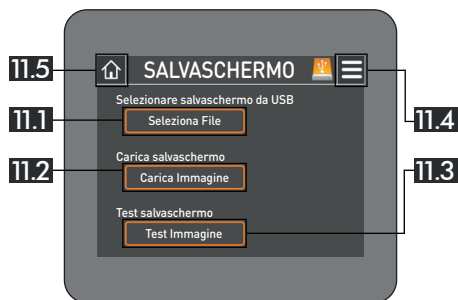 11.5
SALVASCHERMO
Selezionare salvaschermo da USB
11.1
Seleziona File
11.4
Carica salvaschermo
11.2
Carica Immagine
11.3
Test salvaschermo
Test Immagine